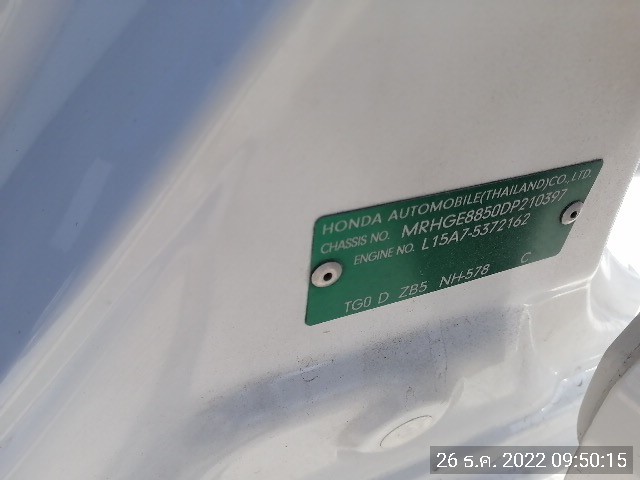 HONDA AUTOMOBILE(THAILAND)CO., LTD.
CHASSIS NO. MRHGE8850DP210397
ENGINE NO. L15A7-5372162
TG0 D ZB5 NH-578 C
26 ธ.ค. 2022 09:50:15